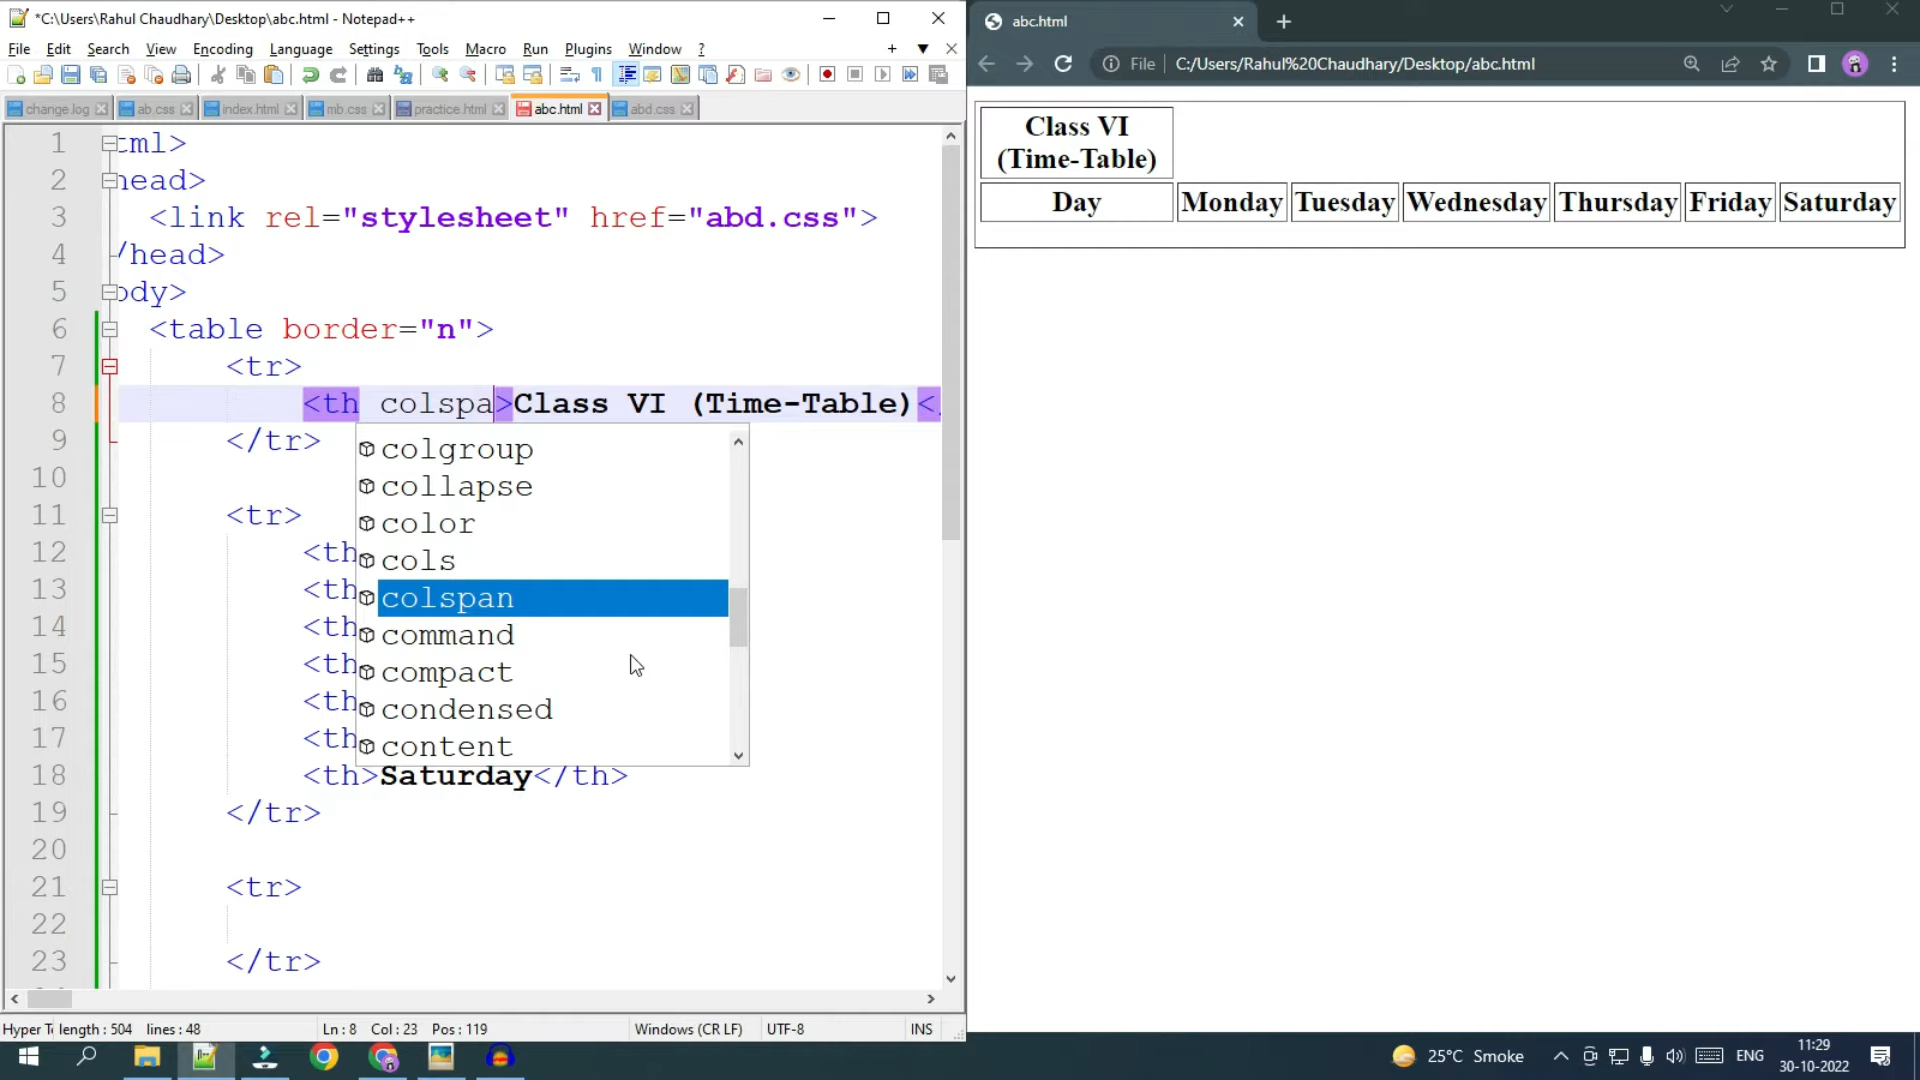 *C:\Users\Rahul Chaudhary\Desktop\abc.html - Notepad++
File Edit Search View Encoding Language Settings Tools Macro Run Plugins Window ?
change.log ab.css index.html mb.css practice.html abc.html abd.css
1 tml>
2 head>
3 <link rel="stylesheet" href="abd.css">
4 /head>
5 ody>
6 <table border="n">
7 <tr>
8 <th colspa>Class VI (Time-Table)</
9 </tr>
10
11 <tr>
12 <th
13 <th
14 <th
15 <th
16 <th
17 <th
18 <th>Saturday</th>
19 </tr>
20
21 <tr>
22
23 </tr>
colgroup
collapse
color
cols
colspan
command
compact
condensed
content
Hyper T length : 504 lines : 48 Ln : 8 Col : 23 Pos : 119 Windows (CR LF) UTF-8 INS
abc.html
File C:/Users/Rahul%20Chaudhary/Desktop/abc.html
Class VI
(Time-Table)
Day Monday Tuesday Wednesday Thursday Friday Saturday
25°C Smoke ENG 11:29
30-10-2022